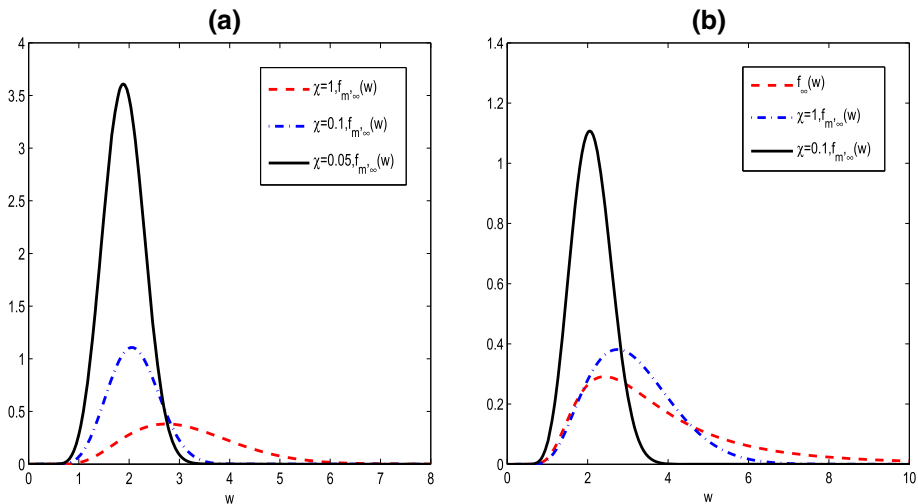 (a)
4
3.5
3
2.5
2
1.5
1
0.5
0
0 1 2 3 4 5 6 7 8
w
χ=1,f_{m,∞}(w)
χ=0.1,f_{m,∞}(w)
χ=0.05,f_{m,∞}(w)
(b)
1.4
1.2
1
0.8
0.6
0.4
0.2
0
0 2 4 6 8 10
w
f_∞(w)
χ=1,f_{m,∞}(w)
χ=0.1,f_{m,∞}(w)